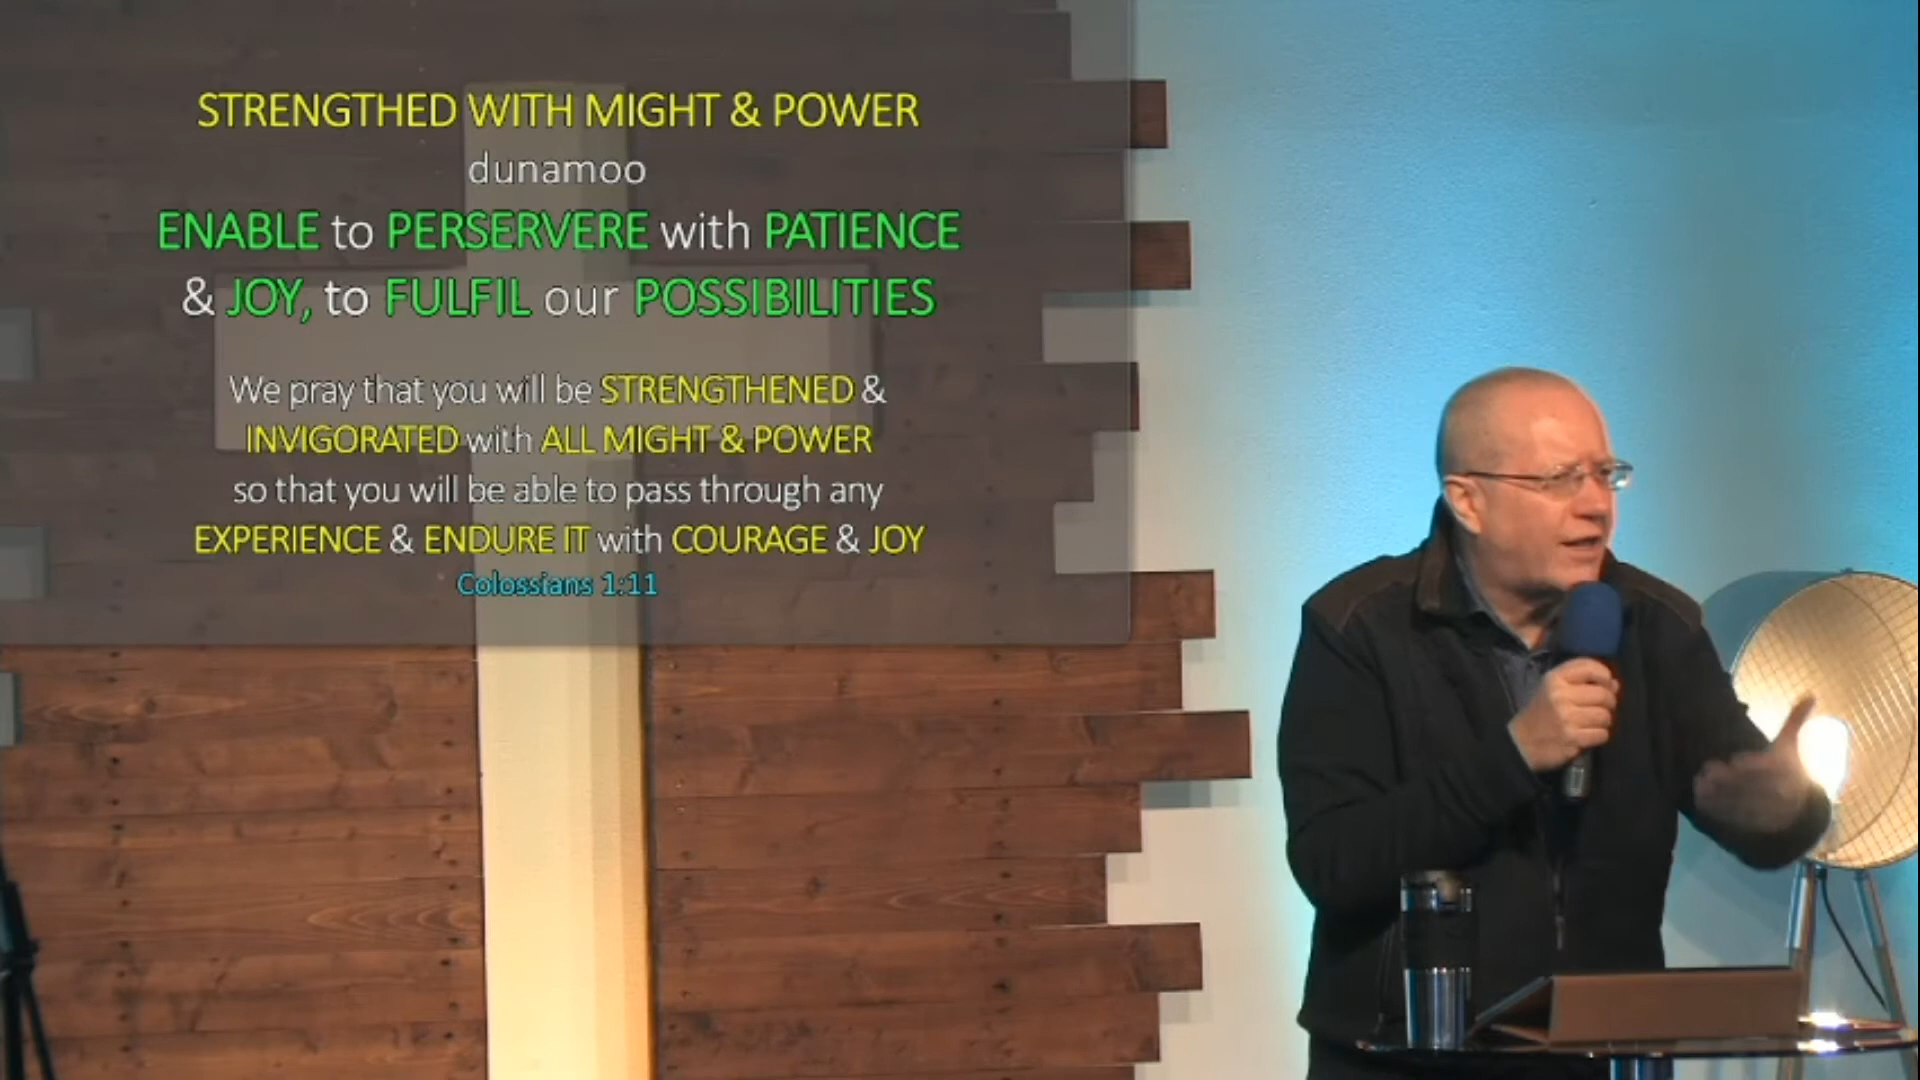 STRENGTHED WITH MIGHT & POWER
dunamoo
ENABLE to PERSERVERE with PATIENCE
& JOY, to FULFIL our POSSIBILITIES
We pray that you will be STRENGTHENED &
INVIGORATED with ALL MIGHT & POWER
so that you will be able to pass through any
EXPERIENCE & ENDURE IT with COURAGE & JOY
Colossians 1:11